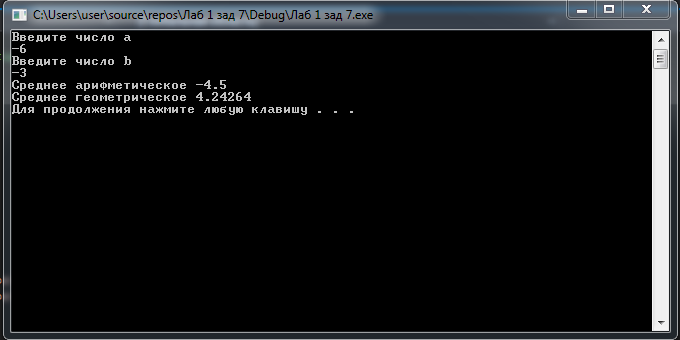 C:\Users\user\source\repos\Лаб 1 зад 7\Debug\Лаб 1 зад 7.exe
Введите число a
-6
Введите число b
-3
Среднее арифметическое -4.5
Среднее геометрическое 4.24264
Для продолжения нажмите любую клавишу . . .